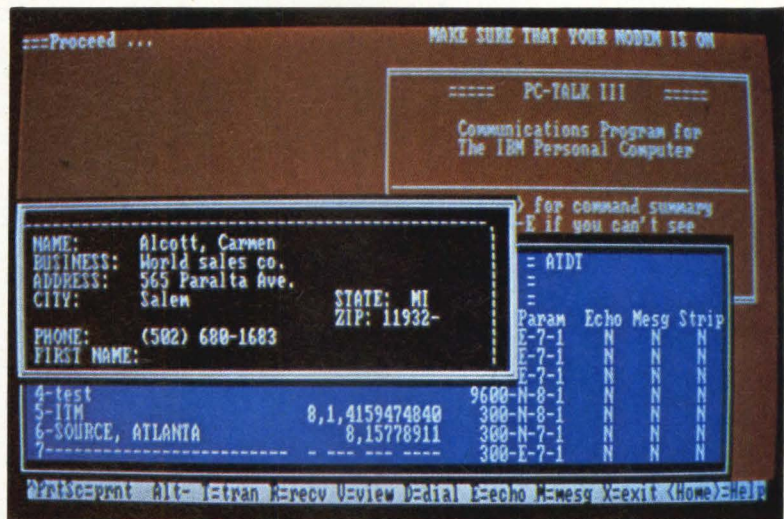 ===Proceed ...
MAKE SURE THAT YOUR MODEM IS ON
===== PC-TALK III =====
Communications Program for
The IBM Personal Computer
> for command summary
-E if you can't see
NAME: Alcott, Carmen
BUSINESS: World sales co.
ADDRESS: 565 Paralta Ave.
CITY: Salem STATE: MI
ZIP: 11932-
PHONE: (502) 680-1683
FIRST NAME:
= AIDT
=
=
Param Echo Mesg Strip
E-7-1 N N N
E-7-1 N N N
E-7-1 N N N
4-test 9600-N-8-1 N N N
5-ITM 8,1,4159474840 300-N-8-1 N N N
6-SOURCE, ATLANTA 8,15778911 300-N-7-1 N N N
7------------------------- - --- --- ---- 300-E-7-1 N N N
^PrtSc=prnt Alt- T=tran R=recv V=view D=dial E=echo M=mesg X=exit <Home>=Help